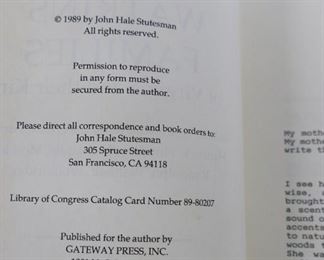 © 1989 by John Hale Stutesman
All rights reserved.
Permission to reproduce
in any form must be
secured from the author.
Please direct all correspondence and book orders to:
John Hale Stutesman
305 Spruce Street
San Francisco, CA 94118
Library of Congress Catalog Card Number 89-80207
Published for the author by
GATEWAY PRESS, INC.
My mothe
My mothe
write th
I see h
wise, a
brought
a scent
sound o
accents
to natu
woods t
She wa